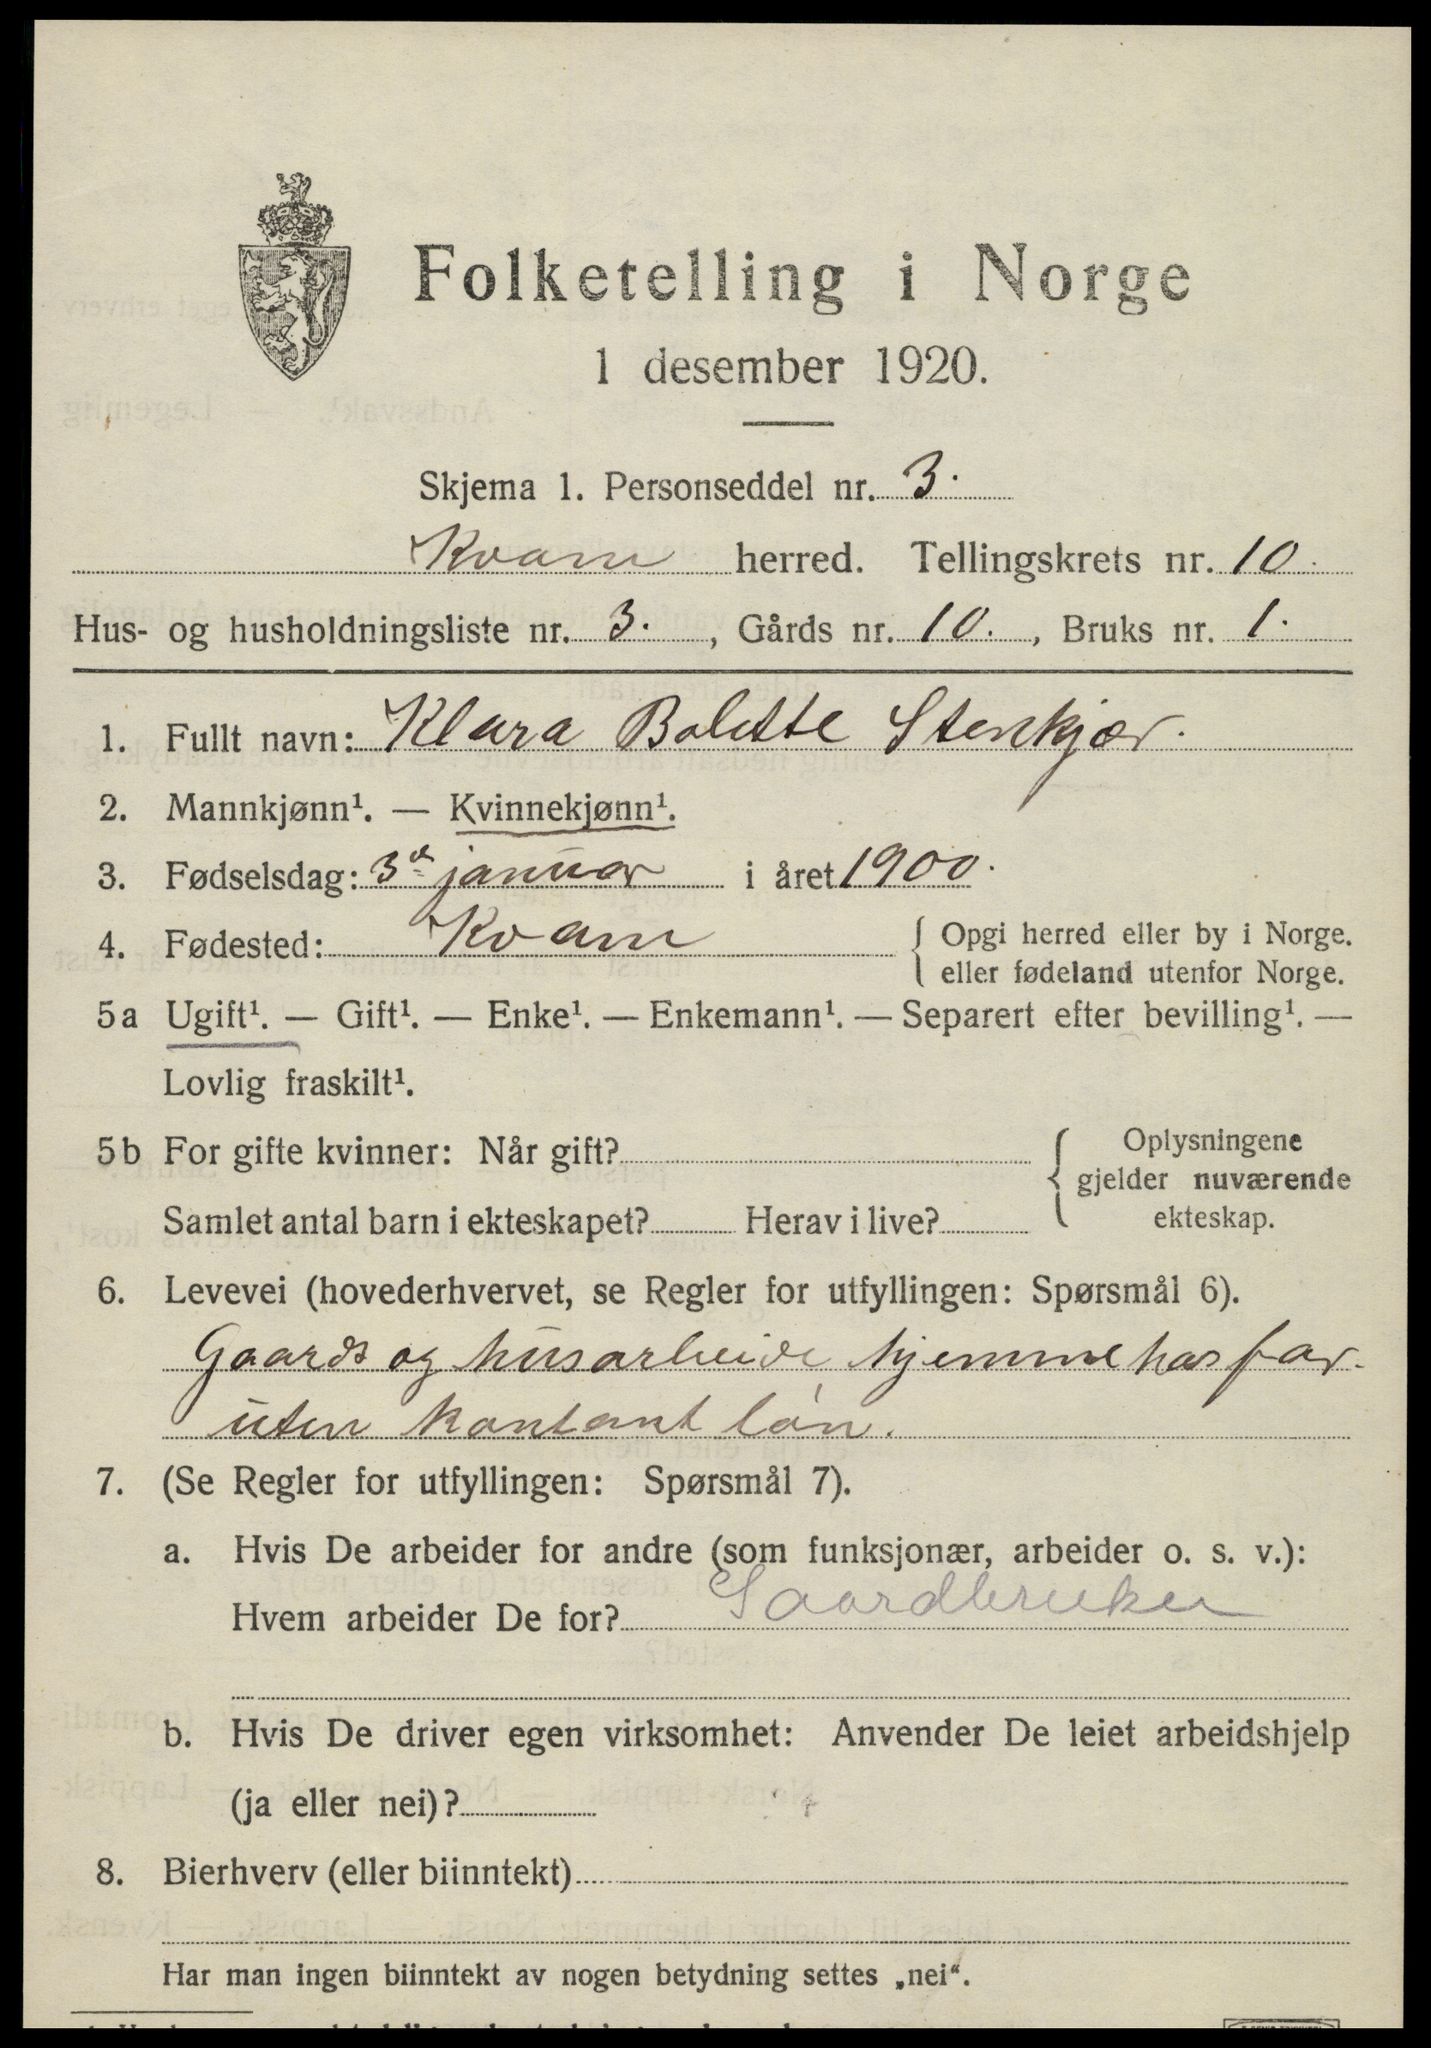 Folketelling i Norge
1 desember 1920.
Skjema 1. Personseddel nr. 3.
Kvam herred. Tellingskrets nr. 10.
Hus- og husholdningsliste nr. 3., Gårds nr. 10., Bruks nr. 1.
1. Fullt navn: Klara Bolette Stenkjær.
2. Mannkjønn¹. — Kvinnekjønn¹.
3. Fødselsdag: 3d januar i året 1900.
4. Fødested: Kvam { Opgi herred eller by i Norge.
eller fødeland utenfor Norge.
5a Ugift¹. — Gift¹. — Enke¹. — Enkemann¹. — Separert efter bevilling¹. —
Lovlig fraskilt¹.
5b For gifte kvinner: Når gift? { Oplysningene
gjelder nuværende
Samlet antal barn i ekteskapet? Herav i live? ekteskap.
6. Levevei (hovederhvervet, se Regler for utfyllingen: Spørsmål 6).
Gaards og husarbeide hjemme hos far
uten kontant løn.
7. (Se Regler for utfyllingen: Spørsmål 7).
a. Hvis De arbeider for andre (som funksjonær, arbeider o. s. v.):
Hvem arbeider De for? Gaardbruker
b. Hvis De driver egen virksomhet: Anvender De leiet arbeidshjelp
(ja eller nei)?
8. Bierhverv (eller biinntekt)
Har man ingen biinntekt av nogen betydning settes „nei“.